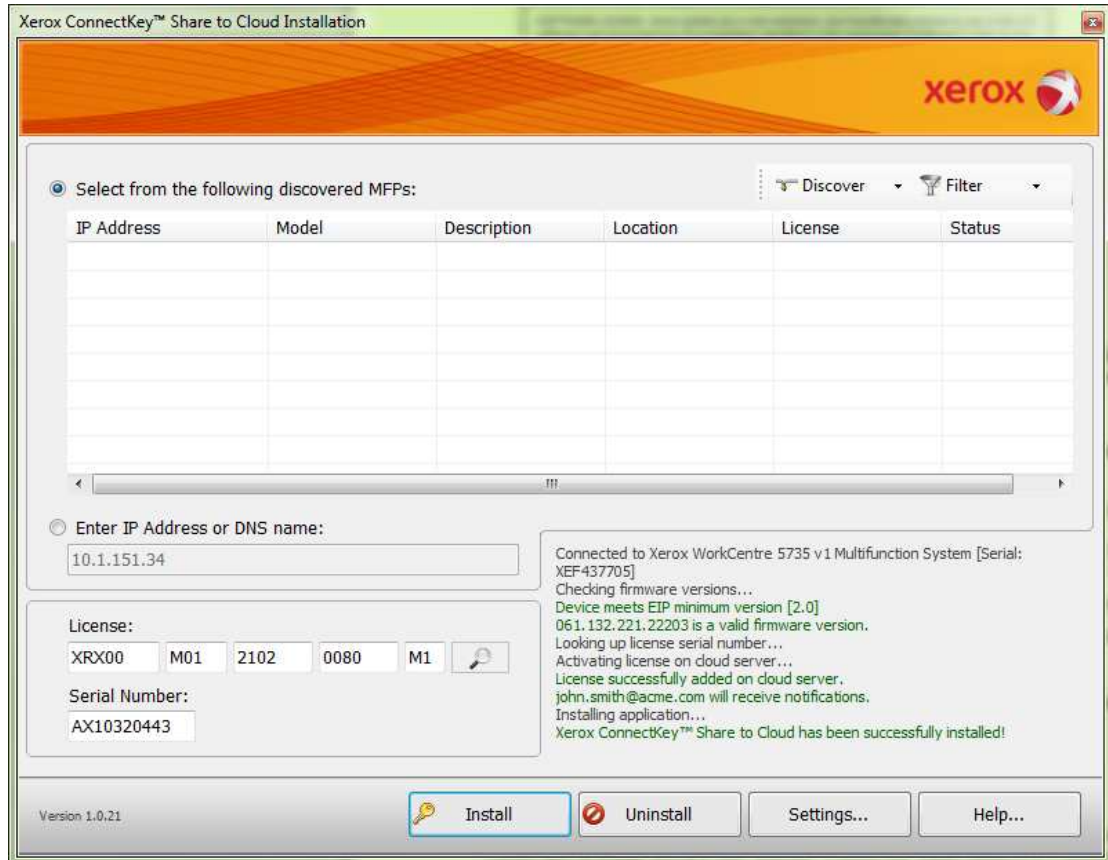 Xerox ConnectKey™ Share to Cloud Installation
xerox
Select from the following discovered MFPs:
Discover
Filter
IP Address Model Description Location License Status
Enter IP Address or DNS name:
10.1.151.34
License:
XRX00 M01 2102 0080 M1
Serial Number:
AX10320443
Connected to Xerox WorkCentre 5735 v1 Multifunction System [Serial:
XEF437705]
Checking firmware versions...
Device meets EIP minimum version [2.0]
061.132.221.22203 is a valid firmware version.
Looking up license serial number...
Activating license on cloud server...
License successfully added on cloud server.
john.smith@acme.com will receive notifications.
Installing application...
Xerox ConnectKey™ Share to Cloud has been successfully installed!
Version 1.0.21
Install
Uninstall
Settings...
Help...